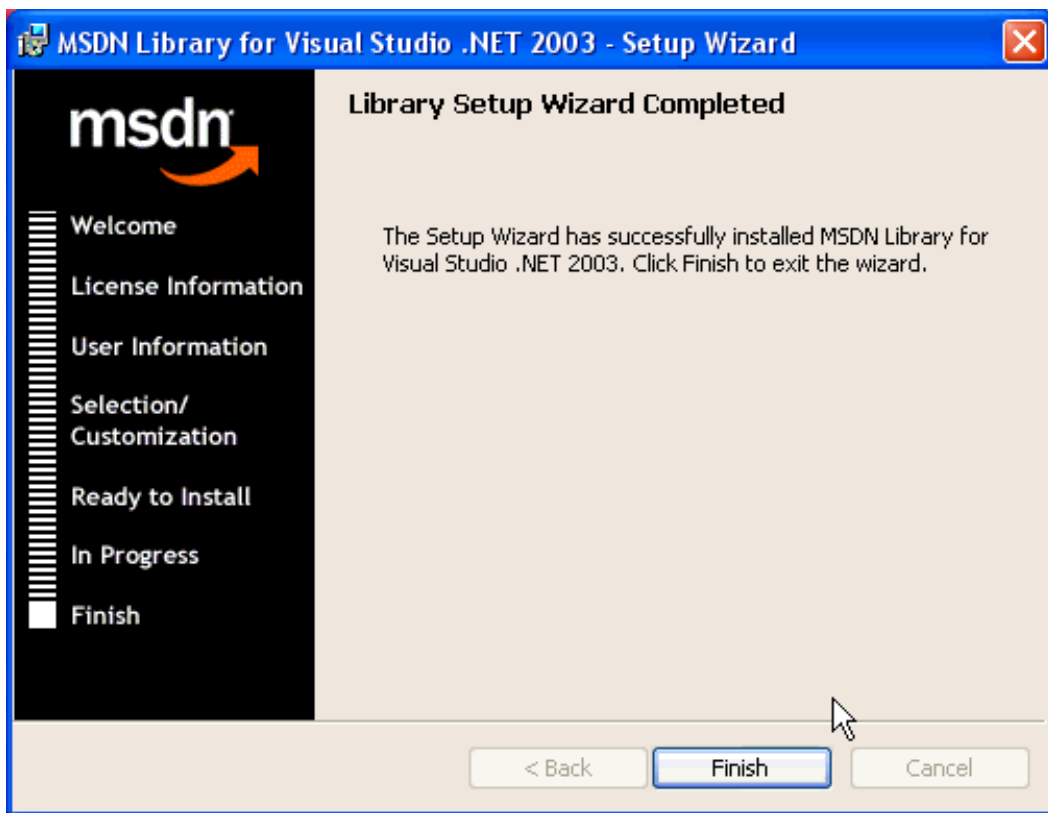 MSDN Library for Visual Studio .NET 2003 - Setup Wizard
msdn
Library Setup Wizard Completed
Welcome
License Information
User Information
Selection/
Customization
Ready to Install
In Progress
Finish
The Setup Wizard has successfully installed MSDN Library for
Visual Studio .NET 2003. Click Finish to exit the wizard.
< Back
Finish
Cancel